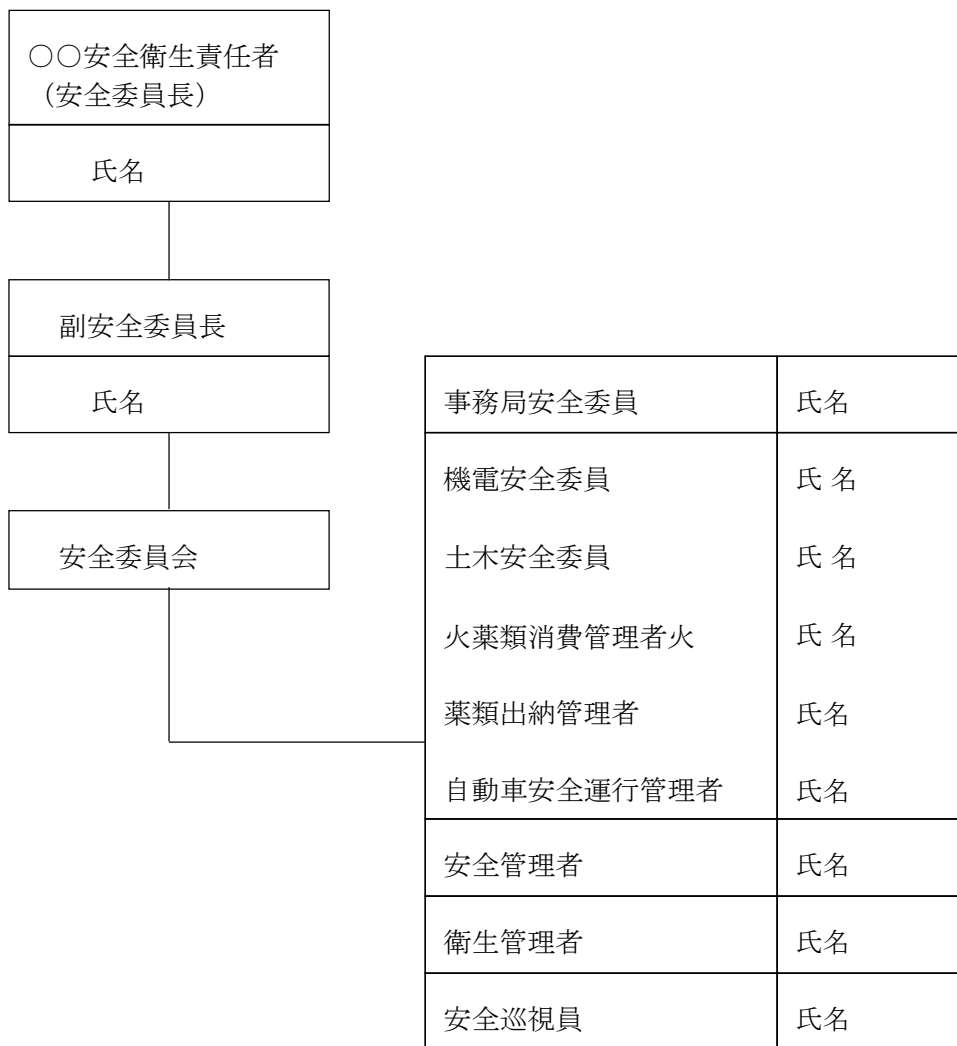 ○○安全衛生責任者
（安全委員長）
氏名
副安全委員長
氏名
安全委員会
事務局安全委員 氏名
機電安全委員 氏 名
土木安全委員 氏 名
火薬類消費管理者火 氏 名
薬類出納管理者 氏名
自動車安全運行管理者 氏名
安全管理者 氏名
衛生管理者 氏名
安全巡視員 氏名